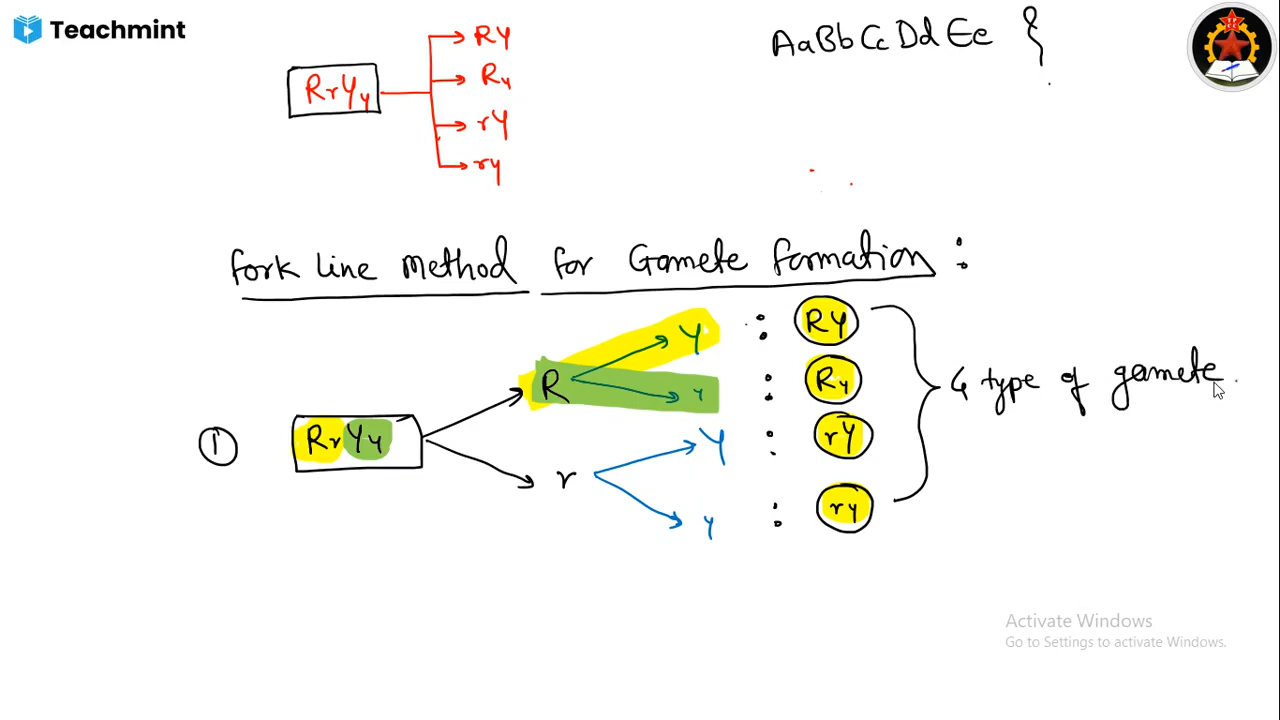 Teachmint
AaBbCcDdEe
RrYy
RY
Ry
rY
ry
Fork Line Method for Gamete formation :
① RrYy
R
Y : RY
y : Ry
r
Y : rY
y : ry
4 type of gamete
Activate Windows
Go to Settings to activate Windows.